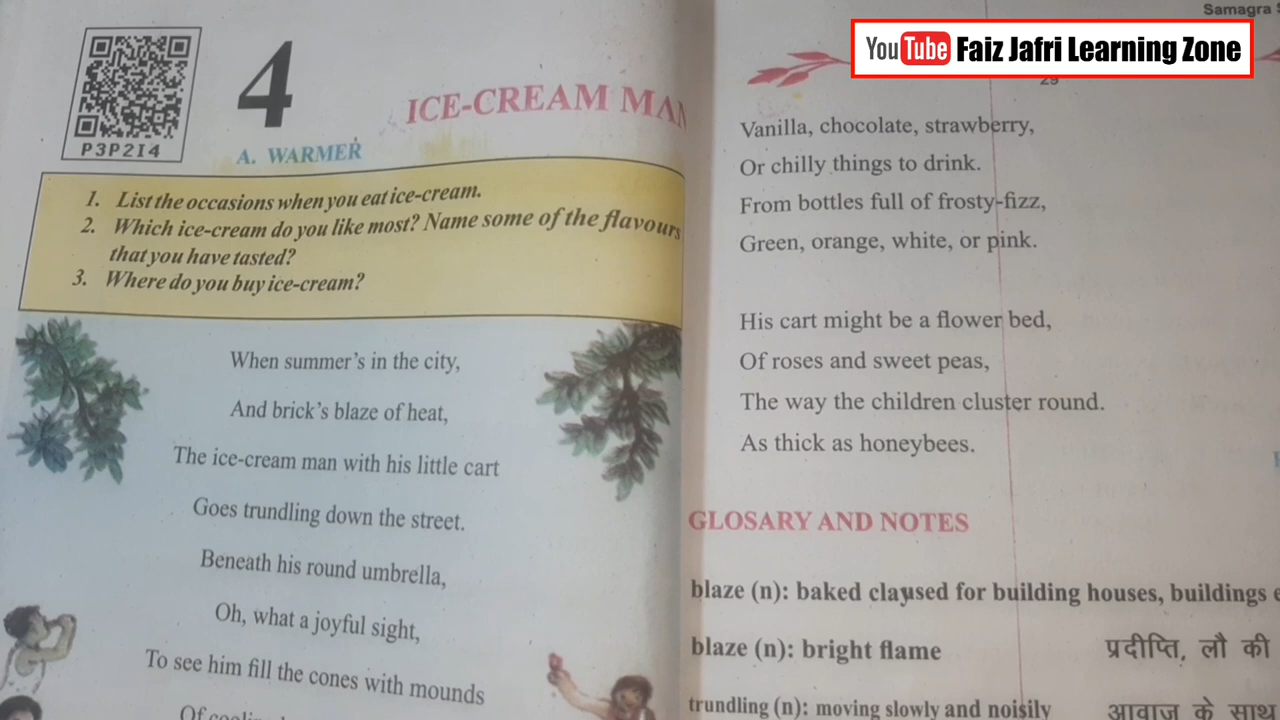 P3P2I4
4
ICE-CREAM MAN
A. WARMER
1. List the occasions when you eat ice-cream.
2. Which ice-cream do you like most? Name some of the flavours
that you have tasted?
3. Where do you buy ice-cream?
When summer's in the city,
And brick's blaze of heat,
The ice-cream man with his little cart
Goes trundling down the street.
Beneath his round umbrella,
Oh, what a joyful sight,
To see him fill the cones with mounds
Of
Samagra
YouTube Faiz Jafri Learning Zone
29
Vanilla, chocolate, strawberry,
Or chilly things to drink.
From bottles full of frosty-fizz,
Green, orange, white, or pink.
His cart might be a flower bed,
Of roses and sweet peas,
The way the children cluster round.
As thick as honeybees.
GLOSARY AND NOTES
blaze (n): baked claysed for building houses, buildings
blaze (n): bright flame प्रदीप्ति, लौ की
trundling (n): moving slowly and noisily आवाज के साथ